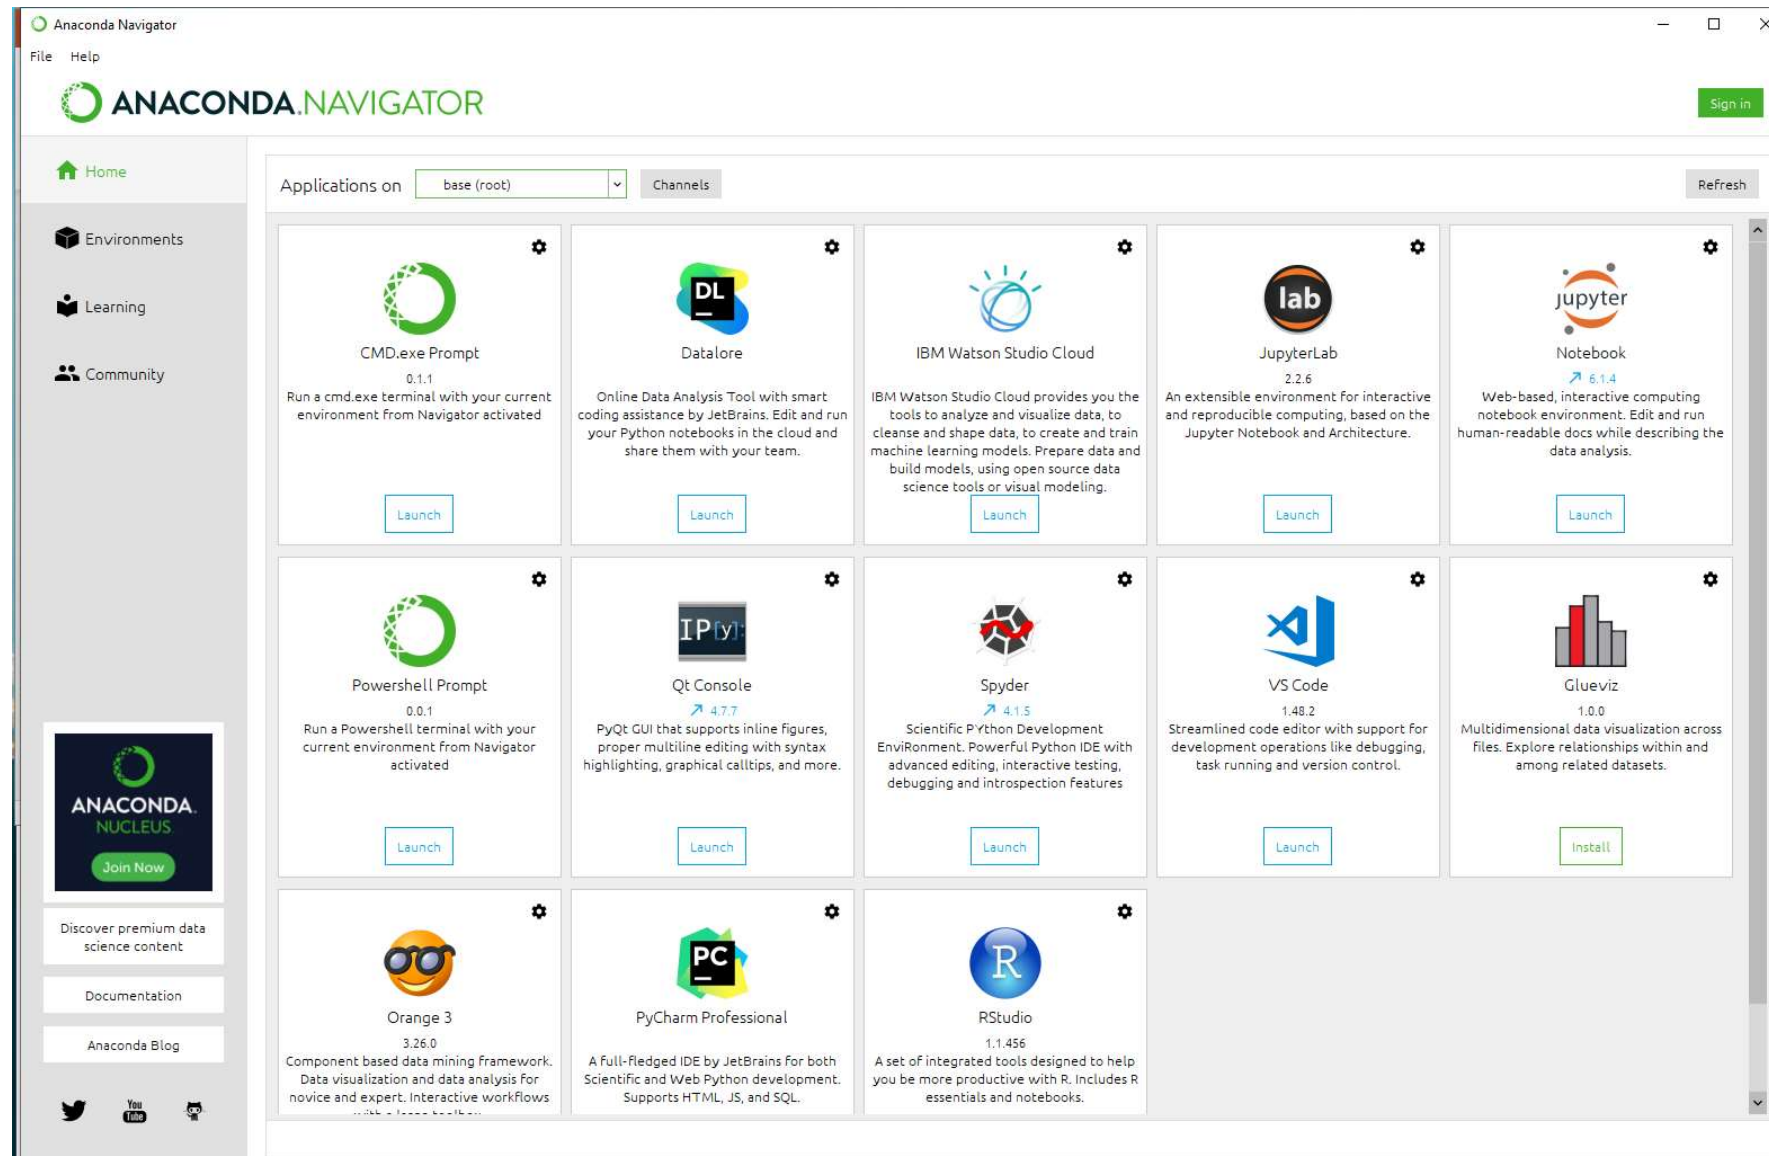 Anaconda Navigator
File Help
ANACONDA.NAVIGATOR
Sign in
Home
Environments
Learning
Community
ANACONDA.
NUCLEUS
Join Now
Discover premium data
science content
Documentation
Anaconda Blog
You
Tube
Applications on base (root) Channels Refresh
CMD.exe Prompt
0.1.1
Run a cmd.exe terminal with your current
environment from Navigator activated
Launch
DL
Datalore
Online Data Analysis Tool with smart
coding assistance by JetBrains. Edit and run
your Python notebooks in the cloud and
share them with your team.
Launch
IBM Watson Studio Cloud
IBM Watson Studio Cloud provides you the
tools to analyze and visualize data, to
cleanse and shape data, to create and train
machine learning models. Prepare data and
build models, using open source data
science tools or visual modeling.
Launch
lab
JupyterLab
2.2.6
An extensible environment for interactive
and reproducible computing, based on the
Jupyter Notebook and Architecture.
Launch
jupyter
Notebook
6.1.4
Web-based, interactive computing
notebook environment. Edit and run
human-readable docs while describing the
data analysis.
Launch
Powershell Prompt
0.0.1
Run a Powershell terminal with your
current environment from Navigator
activated
Launch
IP[y]:
Qt Console
4.7.7
PyQt GUI that supports inline figures,
proper multiline editing with syntax
highlighting, graphical calltips, and more.
Launch
Spyder
4.1.5
Scientific PYthon Development
EnviRonment. Powerful Python IDE with
advanced editing, interactive testing,
debugging and introspection features
Launch
VS Code
1.48.2
Streamlined code editor with support for
development operations like debugging,
task running and version control.
Launch
Glueviz
1.0.0
Multidimensional data visualization across
files. Explore relationships within and
among related datasets.
Install
Orange 3
3.26.0
Component based data mining framework.
Data visualization and data analysis for
novice and expert. Interactive workflows
PC
PyCharm Professional
A full-fledged IDE by JetBrains for both
Scientific and Web Python development.
Supports HTML, JS, and SQL.
R
RStudio
1.1.456
A set of integrated tools designed to help
you be more productive with R. Includes R
essentials and notebooks.